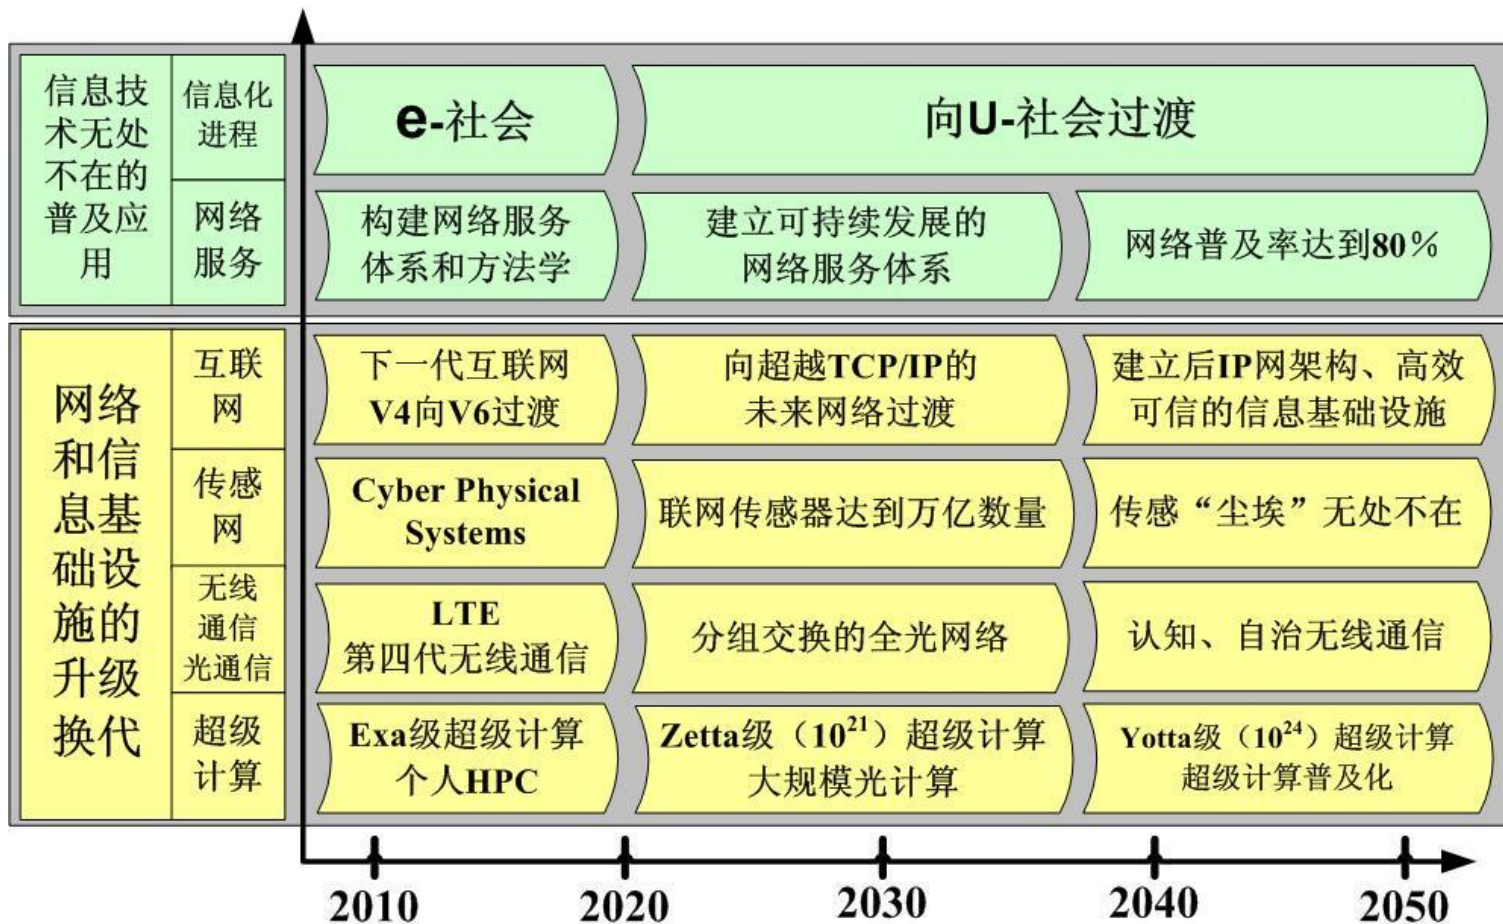 信息技
术无处
不在的
普及应
用
信息化
进程
e-社会
向U-社会过渡
网络
服务
构建网络服务
体系和方法学
建立可持续发展的
网络服务体系
网络普及率达到80%
网络
和信
息基
础设
施的
升级
换代
互联
网
下一代互联网
V4向V6过渡
向超越TCP/IP的
未来网络过渡
建立后IP网架构、高效
可信的信息基础设施
传感
网
Cyber Physical
Systems
联网传感器达到万亿数量
传感“尘埃”无处不在
无线
通信
光通信
LTE
第四代无线通信
分组交换的全光网络
认知、自治无线通信
超级
计算
Exa级超级计算
个人HPC
Zetta级（10²¹）超级计算
大规模光计算
Yotta级（10²⁴）超级计算
超级计算普及化
2010 2020 2030 2040 2050